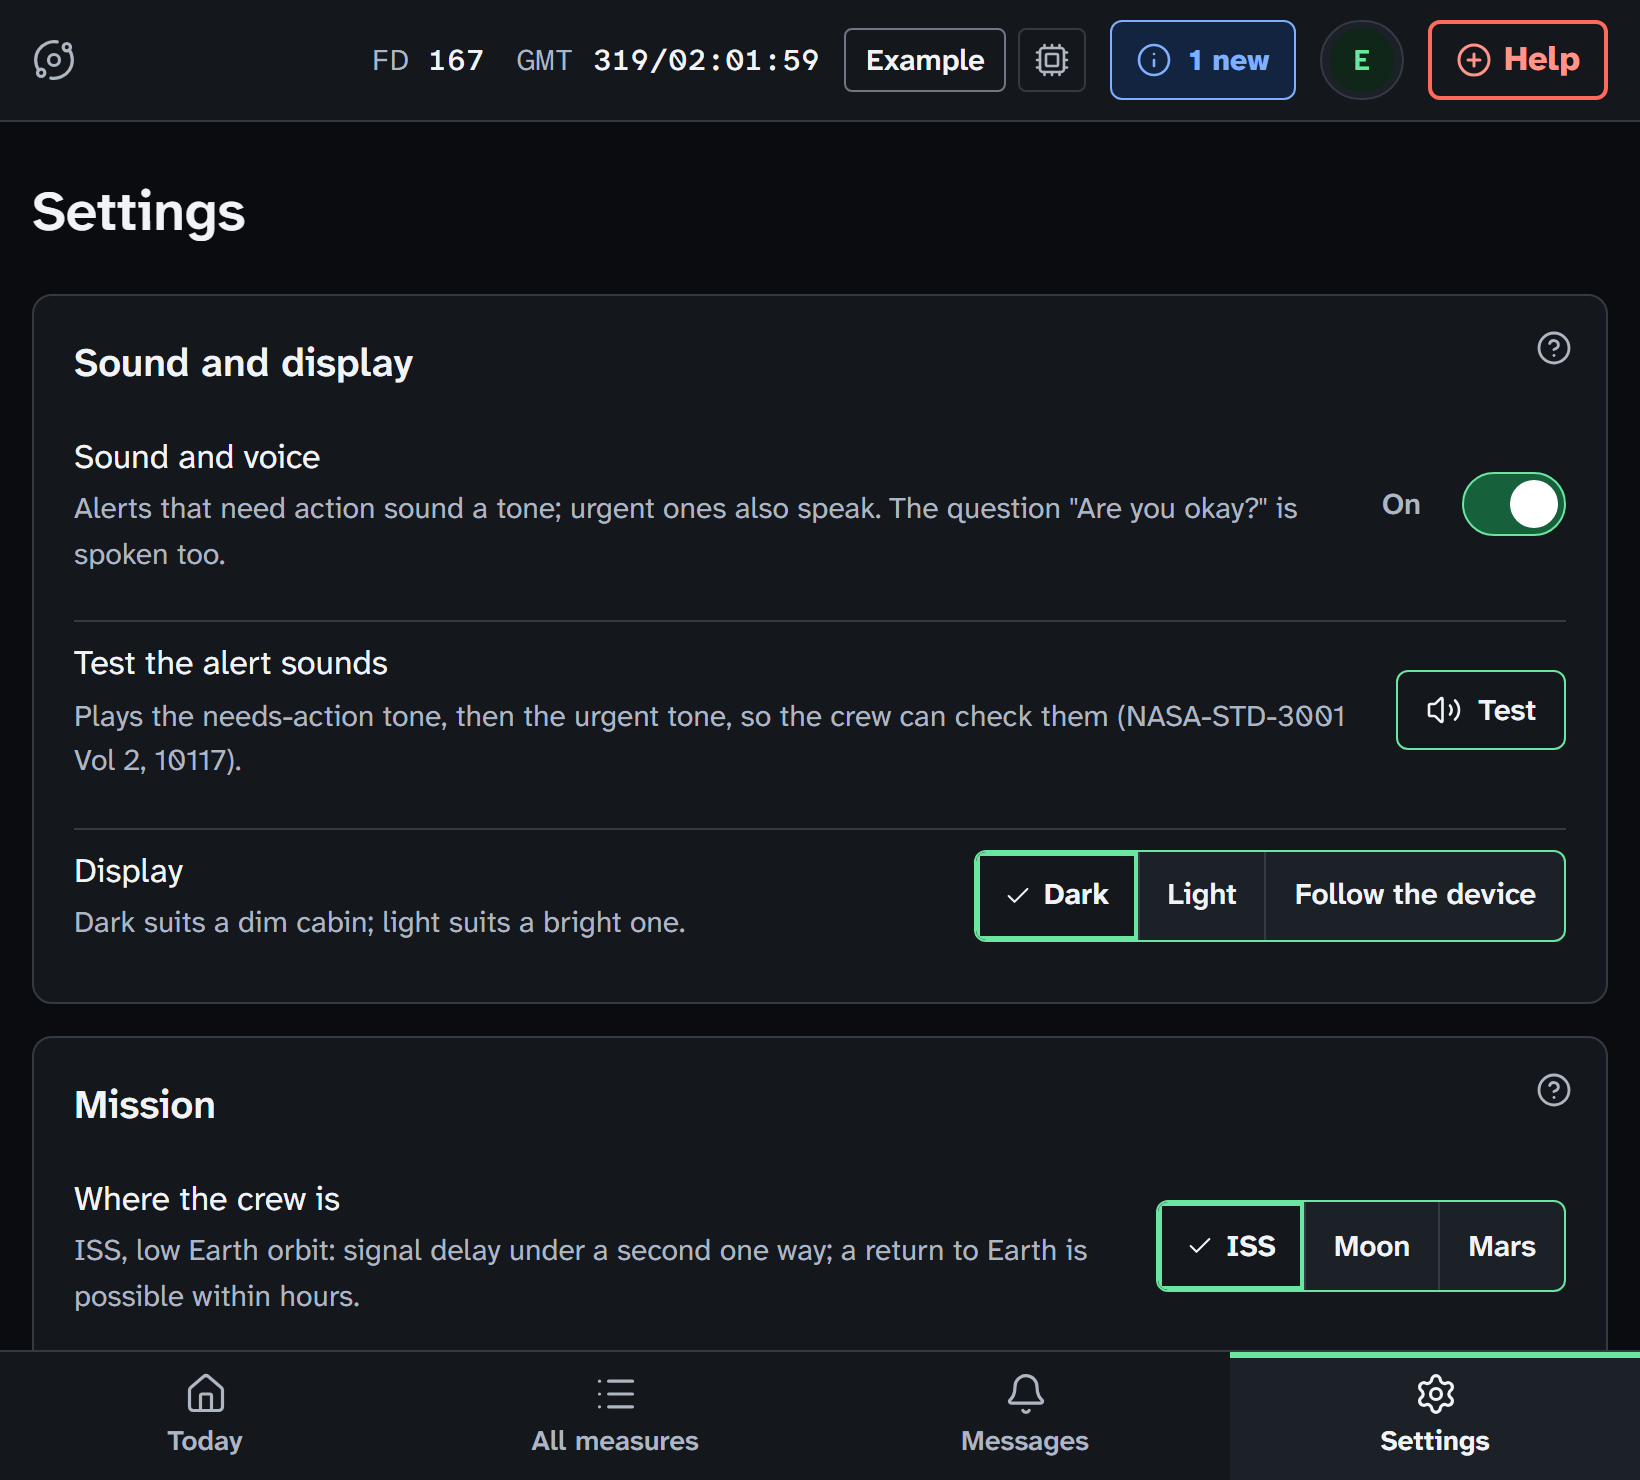 FD 167 GMT 319/02:01:59 Example 1 new E Help
Settings
Sound and display
Sound and voice
Alerts that need action sound a tone; urgent ones also speak. The question "Are you okay?" is
spoken too.
On
Test the alert sounds
Plays the needs-action tone, then the urgent tone, so the crew can check them (NASA-STD-3001
Vol 2, 10117).
Test
Display
Dark suits a dim cabin; light suits a bright one.
Dark Light Follow the device
Mission
Where the crew is
ISS, low Earth orbit: signal delay under a second one way; a return to Earth is
possible within hours.
ISS Moon Mars
Today All measures Messages Settings